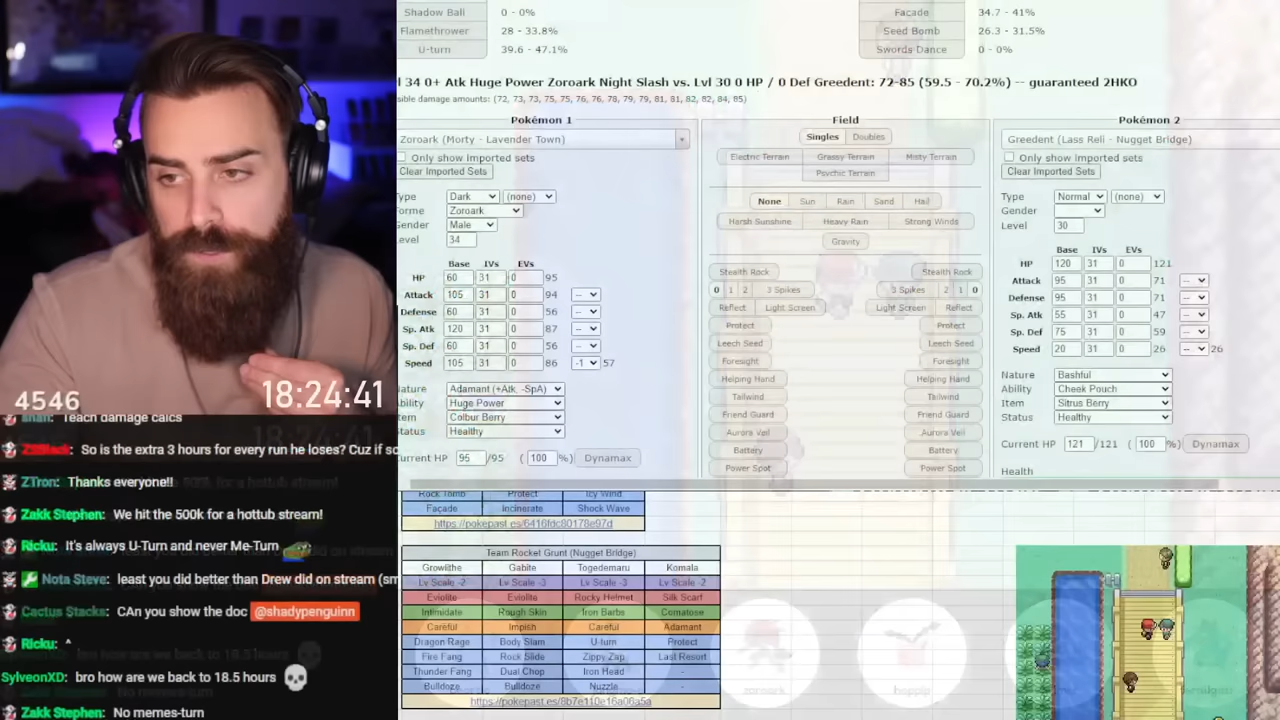 Shadow Ball 0 - 0%
Flamethrower 28 - 33.8%
U-turn 39.6 - 47.1%
Façade 34.7 - 41%
Seed Bomb 26.3 - 31.5%
Swords Dance 0 - 0%
l 34 0+ Atk Huge Power Zoroark Night Slash vs. Lvl 30 0 HP / 0 Def Greedent: 72-85 (59.5 - 70.2%) -- guaranteed 2HKO
sible damage amounts: (72, 73, 73, 75, 75, 76, 76, 78, 79, 79, 81, 81, 82, 82, 84, 85)
Pokémon 1
Zoroark (Morty - Lavender Town)
Only show imported sets
Clear Imported Sets
Type Dark (none)
Forme Zoroark
Gender Male
Level 34
Base IVs EVs
HP 60 31 0 95
Attack 105 31 0 94 --
Defense 60 31 0 56 --
Sp. Atk 120 31 0 87 --
Sp. Def 60 31 0 56 --
Speed 105 31 0 86 -1 57
Nature Adamant (+Atk, -SpA)
Ability Huge Power
Item Colbur Berry
Status Healthy
Current HP 95 /95 ( 100 %) Dynamax
Field
Singles Doubles
Electric Terrain Grassy Terrain Misty Terrain
Psychic Terrain
None Sun Rain Sand Hail
Harsh Sunshine Heavy Rain Strong Winds
Gravity
Stealth Rock Stealth Rock
0 1 2 3 Spikes 3 Spikes 2 1 0
Reflect Light Screen Light Screen Reflect
Protect Protect
Leech Seed Leech Seed
Foresight Foresight
Helping Hand Helping Hand
Tailwind Tailwind
Friend Guard Friend Guard
Aurora Veil Aurora Veil
Battery Battery
Power Spot Power Spot
Pokémon 2
Greedent (Lass Rei - Nugget Bridge)
Only show imported sets
Clear Imported Sets
Type Normal (none)
Gender
Level 30
Base IVs EVs
HP 120 31 0 121
Attack 95 31 0 71 --
Defense 95 31 0 71 --
Sp. Atk 55 31 0 47 --
Sp. Def 75 31 0 59 --
Speed 20 31 0 26 -- 26
Nature Bashful
Ability Cheek Pouch
Item Sitrus Berry
Status Healthy
Current HP 121 /121 ( 100 %) Dynamax
Health
4546
18:24:41
Teach damage calcs
So is the extra 3 hours for every run he loses? Cuz if so
ZTron: Thanks everyone!!
Zakk Stephen: We hit the 500k for a hottub stream!
Ricku: It's always U-Turn and never Me-Turn
Nota Steve: least you did better than Drew did on stream (sm
Cactus Stacks: CAn you show the doc @shadypenguinn
Ricku: ^
SylveonXD: bro how are we back to 18.5 hours
Zakk Stephen: No memes-turn
Rock Tomb Protect Icy Wind
Façade Incinerate Shock Wave
https://pokepast.es/6416fdc80178e97d
Team Rocket Grunt (Nugget Bridge)
Growlithe Gabite Togedemaru Komala
Lv Scale -2 Lv Scale -3 Lv Scale -3 Lv Scale -2
Eviolite Eviolite Rocky Helmet Silk Scarf
Intimidate Rough Skin Iron Barbs Comatose
Careful Impish Careful Adamant
Dragon Rage Body Slam U-turn Protect
Fire Fang Rock Slide Zippy Zap Last Resort
Thunder Fang Dual Chop Iron Head -
Bulldoze Bulldoze Nuzzle -
https://pokepast.es/8b7e110e16a06a5a
zoroark
hoppip